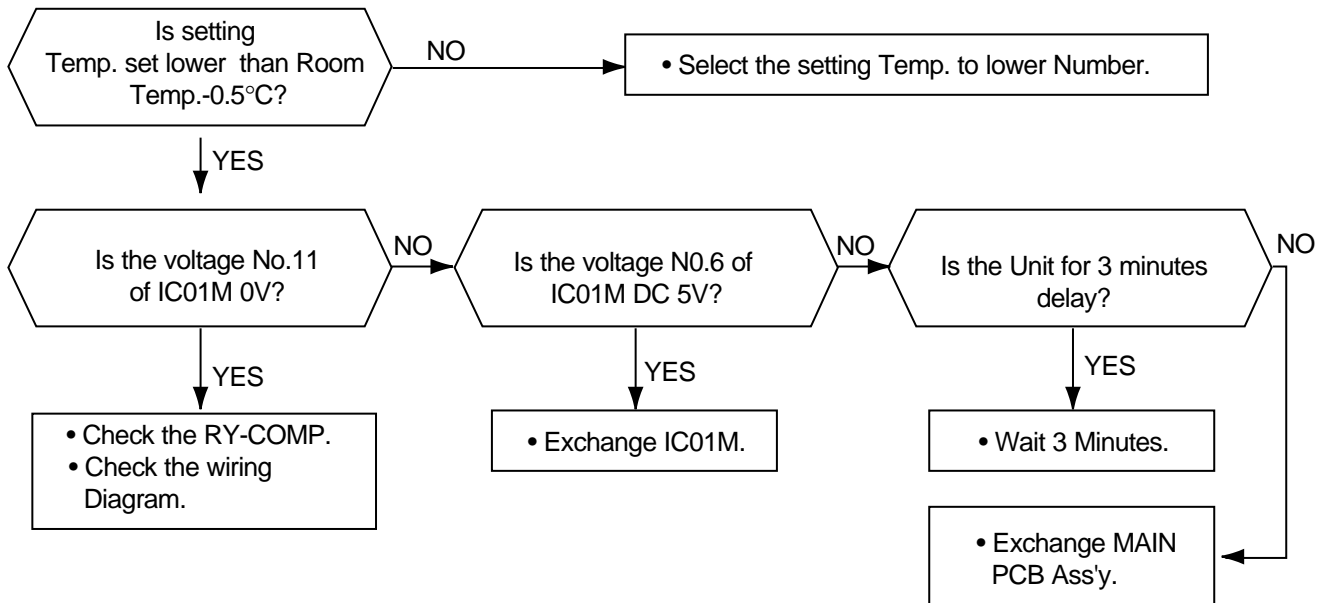 Is setting
Temp. set lower than Room
Temp.-0.5°C?
NO
• Select the setting Temp. to lower Number.
YES
Is the voltage No.11
of IC01M 0V?
NO
Is the voltage N0.6 of
IC01M DC 5V?
NO
Is the Unit for 3 minutes
delay?
NO
YES
• Check the RY-COMP.
• Check the wiring
Diagram.
YES
• Exchange IC01M.
YES
• Wait 3 Minutes.
• Exchange MAIN
PCB Ass'y.